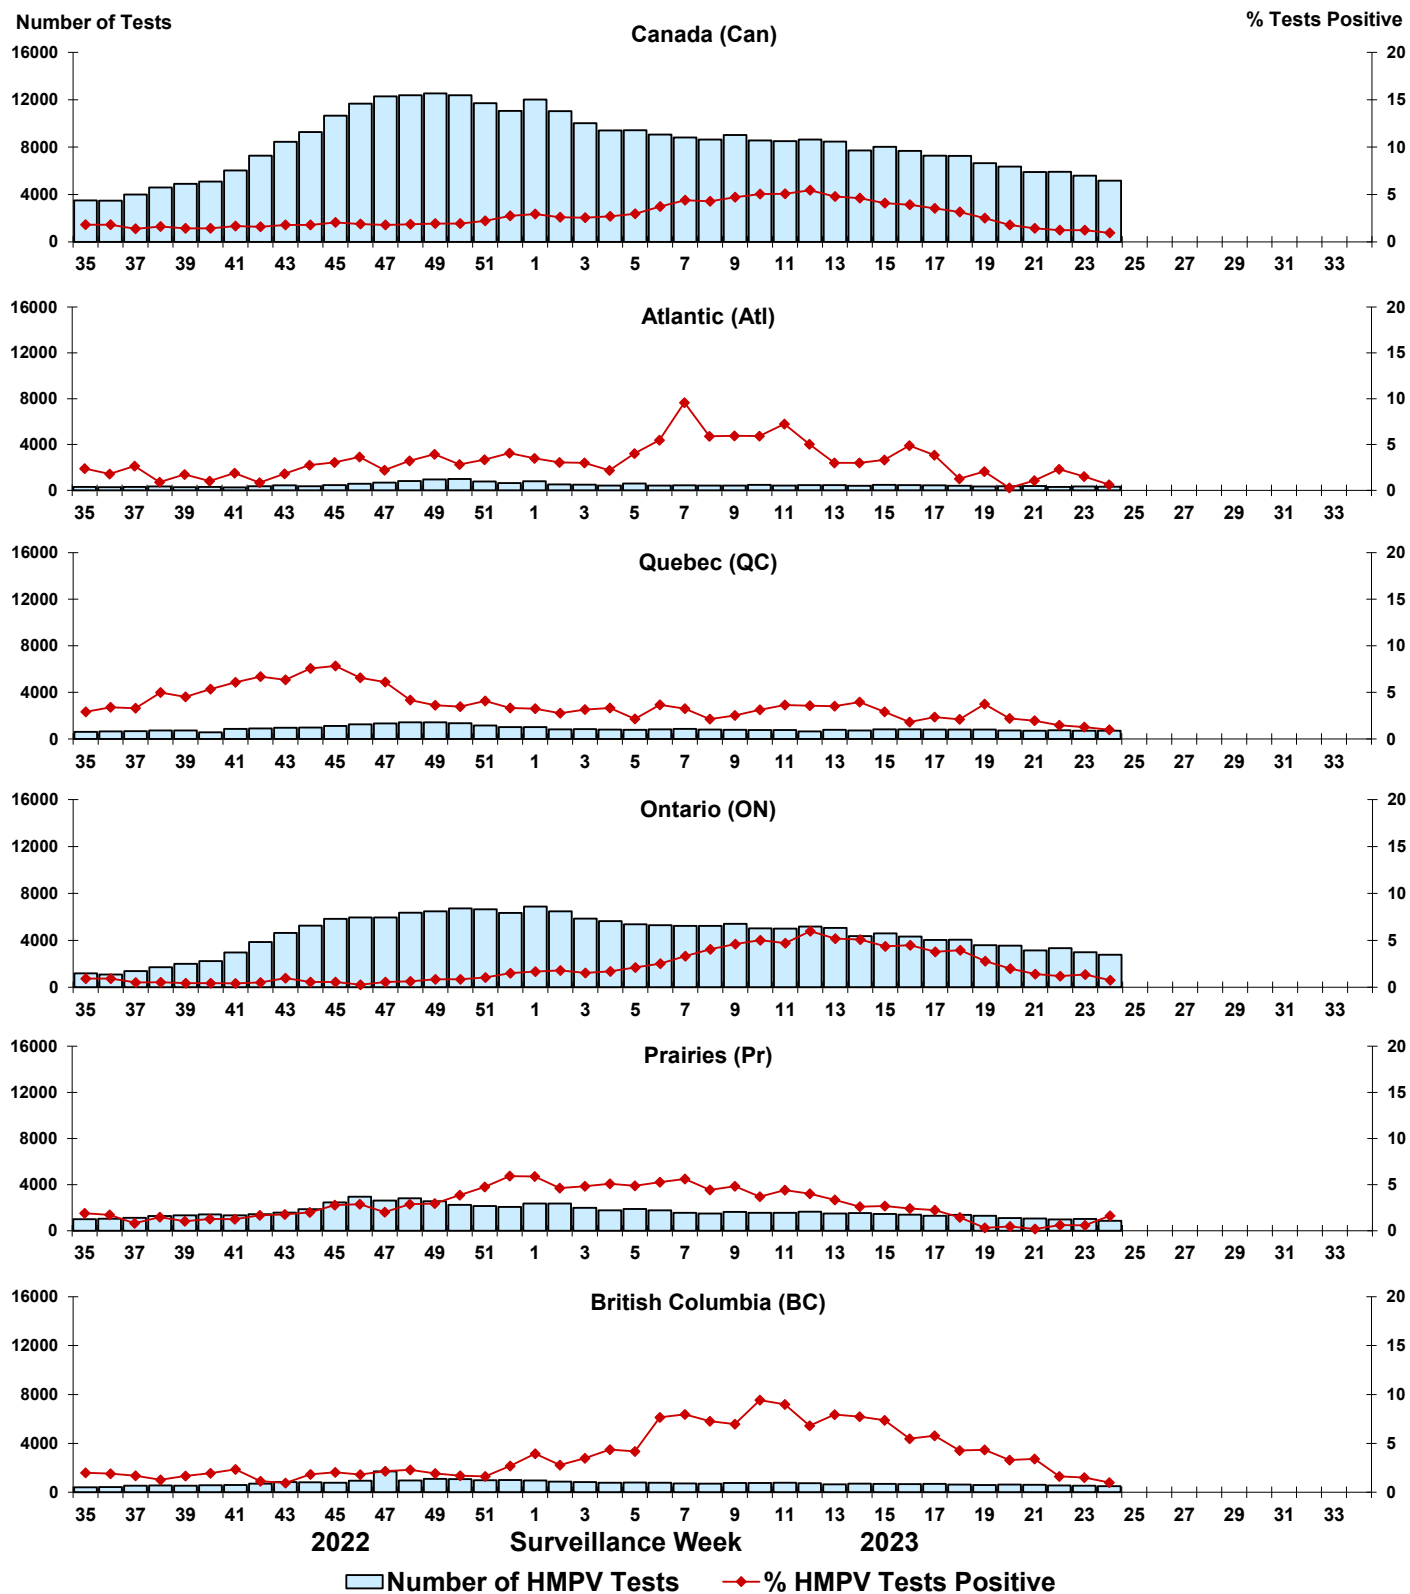 Number of Tests
% Tests Positive
Canada (Can)
16000 20
12000 15
8000 10
4000 5
0 0
35 37 39 41 43 45 47 49 51 1 3 5 7 9 11 13 15 17 19 21 23 25 27 29 31 33
Atlantic (Atl)
16000 20
12000 15
8000 10
4000 5
0 0
35 37 39 41 43 45 47 49 51 1 3 5 7 9 11 13 15 17 19 21 23 25 27 29 31 33
Quebec (QC)
16000 20
12000 15
8000 10
4000 5
0 0
35 37 39 41 43 45 47 49 51 1 3 5 7 9 11 13 15 17 19 21 23 25 27 29 31 33
Ontario (ON)
16000 20
12000 15
8000 10
4000 5
0 0
35 37 39 41 43 45 47 49 51 1 3 5 7 9 11 13 15 17 19 21 23 25 27 29 31 33
Prairies (Pr)
16000 20
12000 15
8000 10
4000 5
0 0
35 37 39 41 43 45 47 49 51 1 3 5 7 9 11 13 15 17 19 21 23 25 27 29 31 33
British Columbia (BC)
16000 20
12000 15
8000 10
4000 5
0 0
35 37 39 41 43 45 47 49 51 1 3 5 7 9 11 13 15 17 19 21 23 25 27 29 31 33
2022 Surveillance Week 2023
Number of HMPV Tests % HMPV Tests Positive